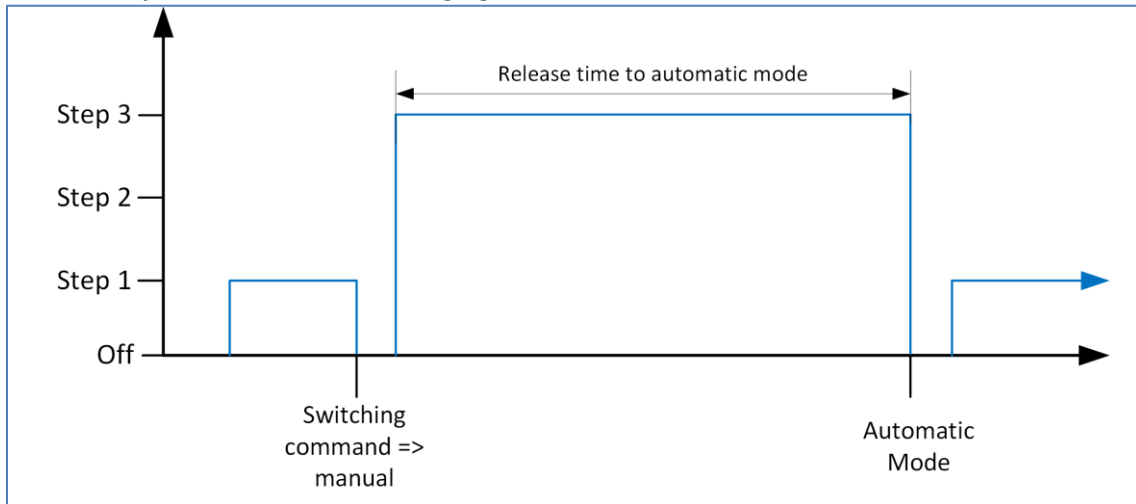 Release time to automatic mode
Step 3
Step 2
Step 1
Off
Switching
command =>
manual
Automatic
Mode